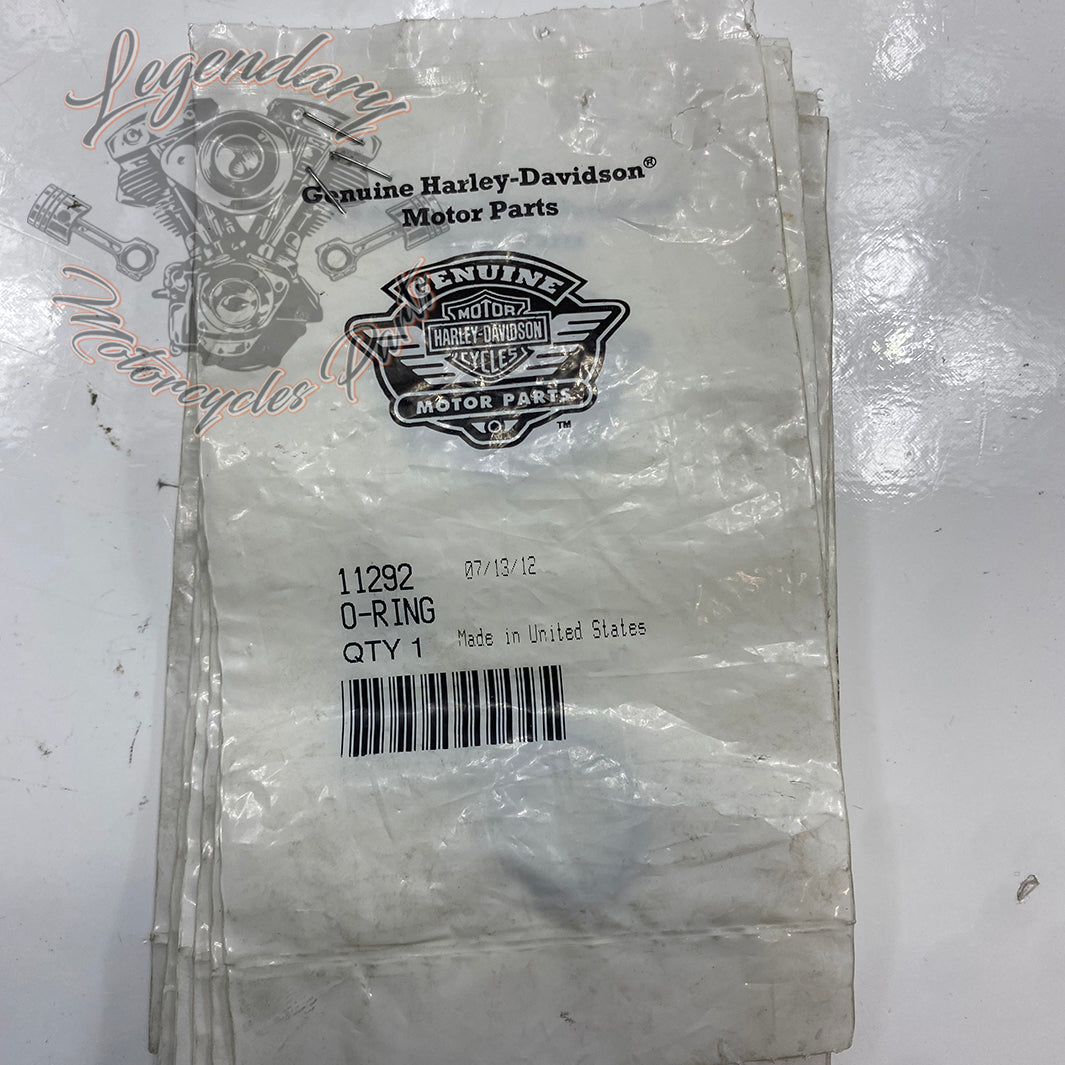 Legendary
Motorcycles Parts
Genuine Harley-Davidson®
Motor Parts
GENUINE
MOTOR
HARLEY-DAVIDSON
CYCLES
MOTOR PARTS
™
11292 07/13/12
O-RING
QTY 1 Made in United States